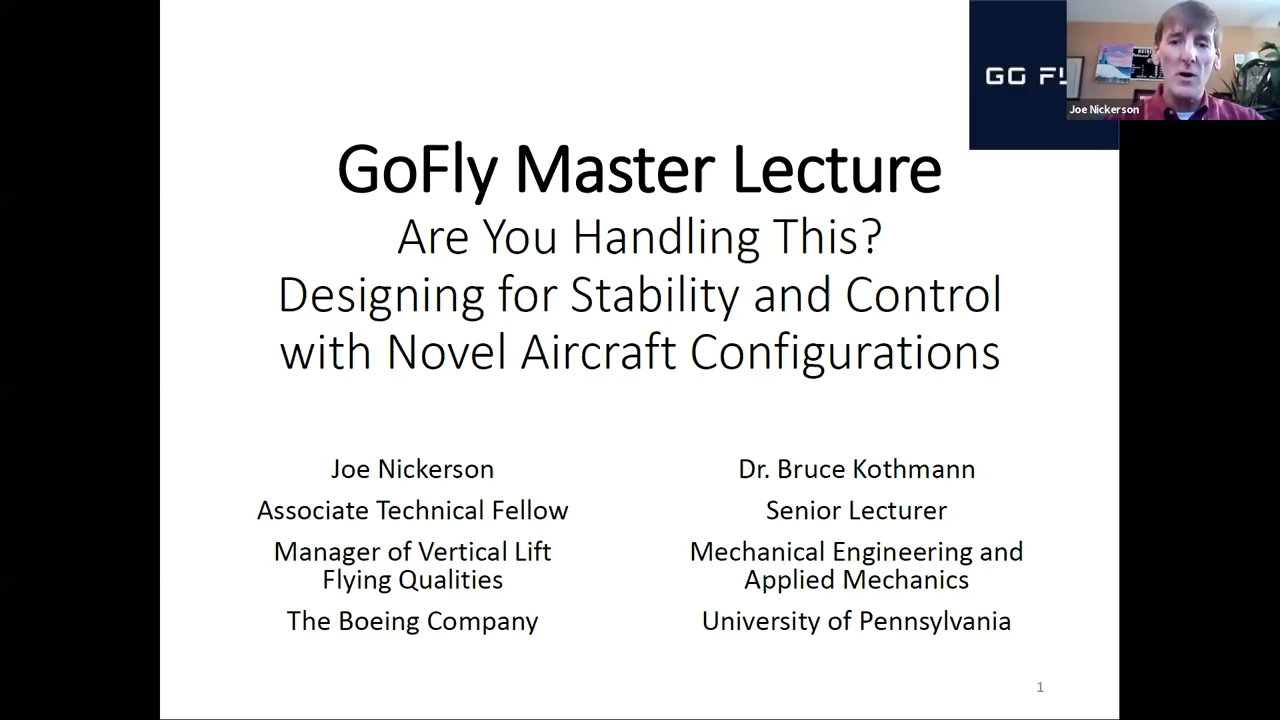 GO F
Joe Nickerson
GoFly Master Lecture
Are You Handling This?
Designing for Stability and Control
with Novel Aircraft Configurations
Joe Nickerson
Associate Technical Fellow
Manager of Vertical Lift
Flying Qualities
The Boeing Company
Dr. Bruce Kothmann
Senior Lecturer
Mechanical Engineering and
Applied Mechanics
University of Pennsylvania
1